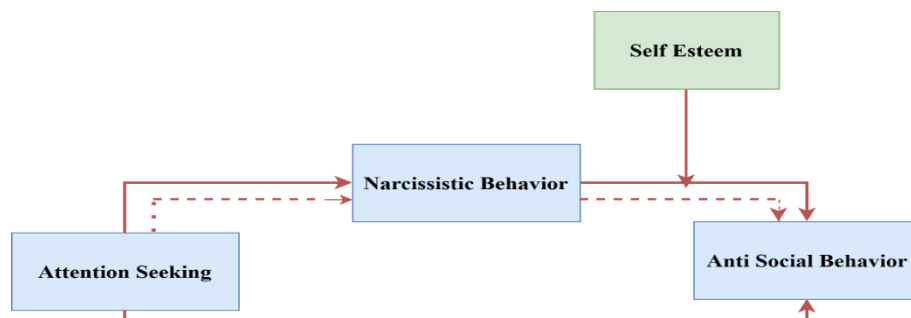 Self Esteem
Narcissistic Behavior
Attention Seeking
Anti Social Behavior